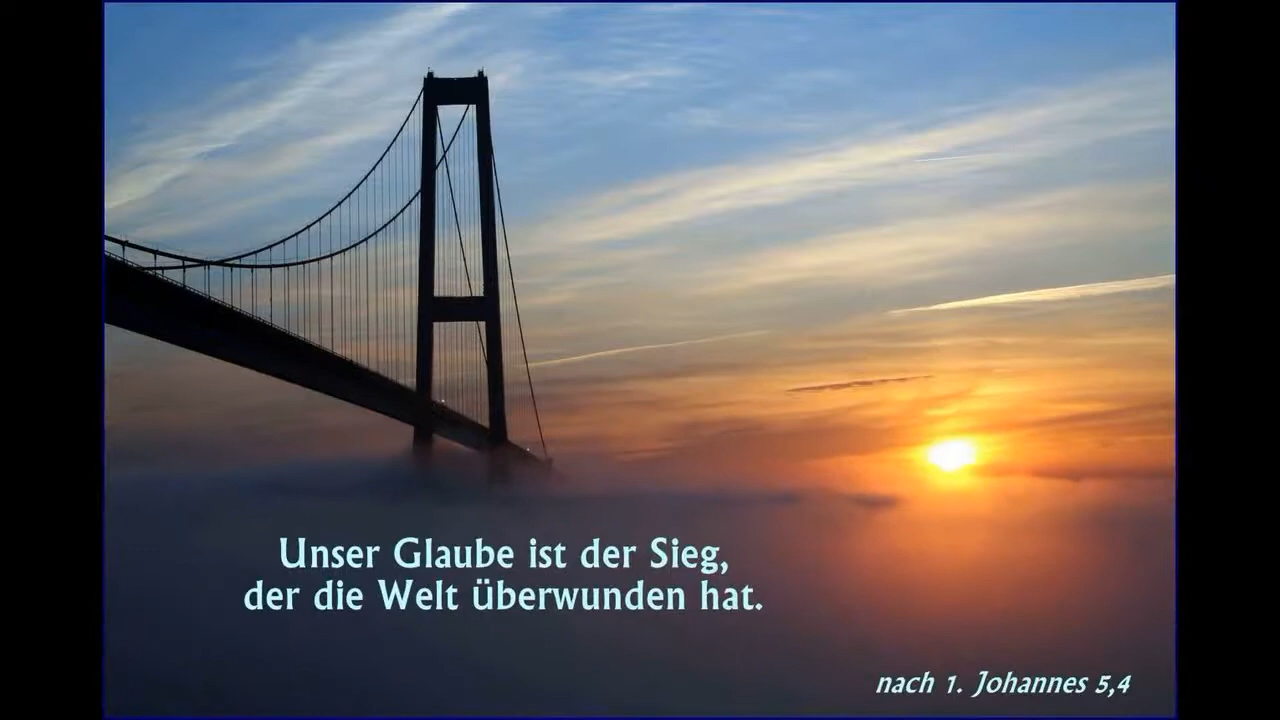 Unser Glaube ist der Sieg,
der die Welt überwunden hat.
nach 1. Johannes 5,4